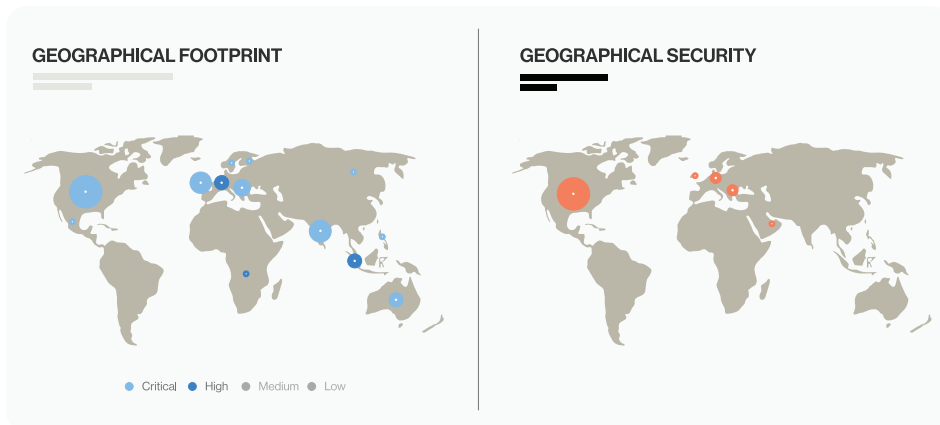 GEOGRAPHICAL FOOTPRINT
GEOGRAPHICAL SECURITY
Critical High Medium Low